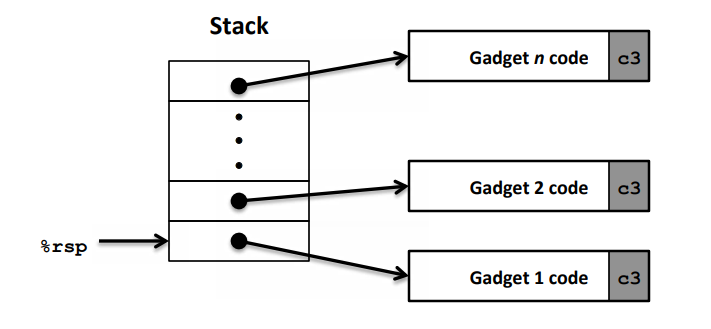 Stack
Gadget n code c3
Gadget 2 code c3
%rsp
Gadget 1 code c3